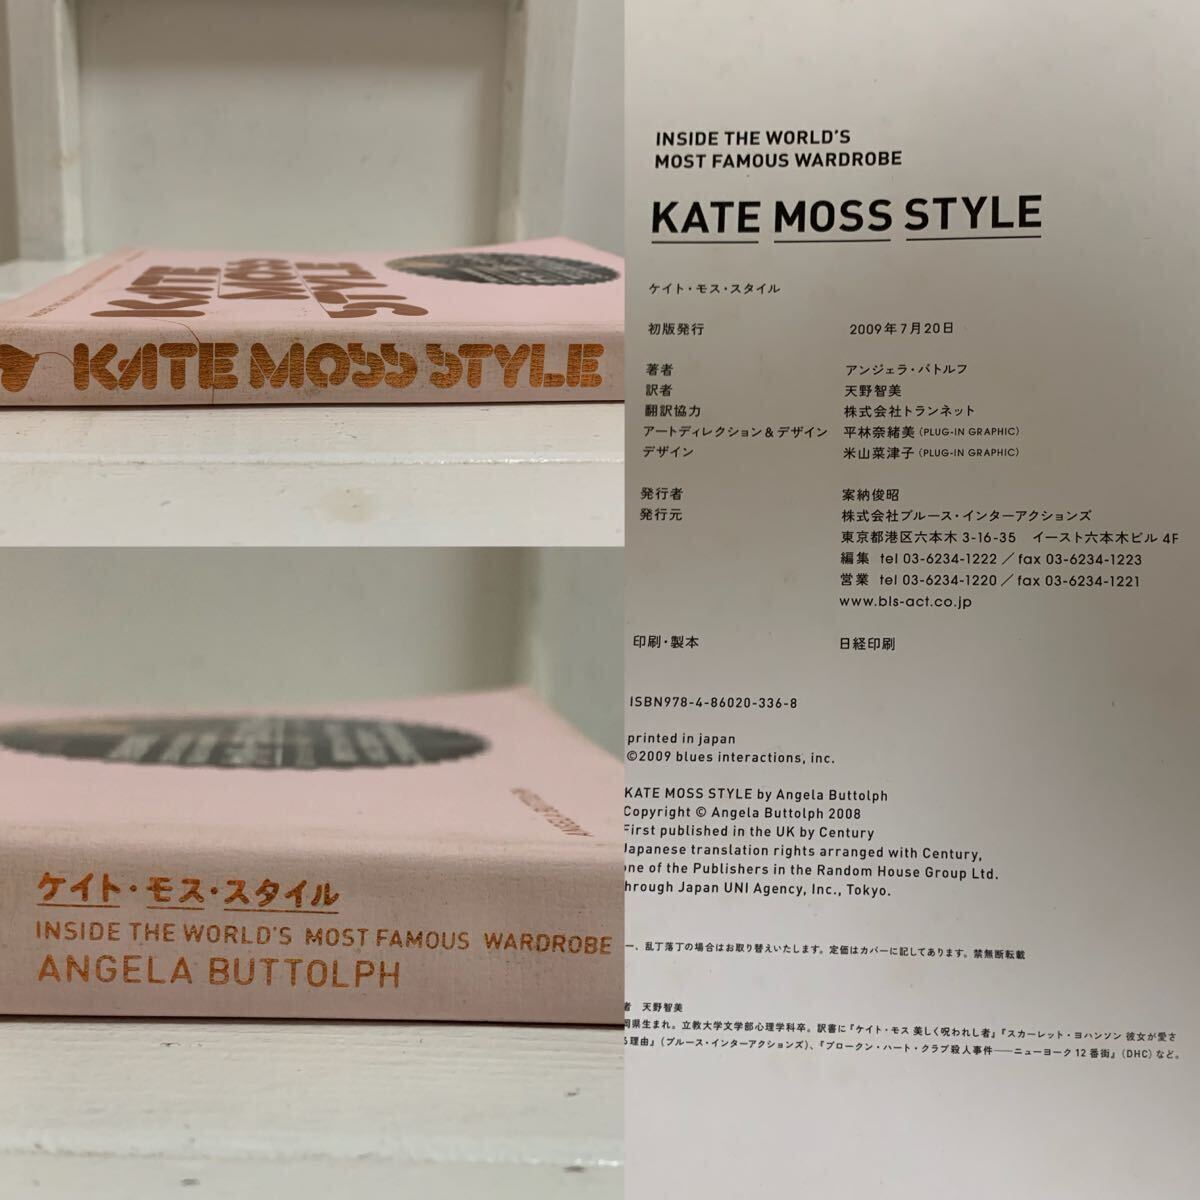 KATE
MOSS
STYLE
KATE MOSS STYLE
ケイト・モス・スタイル
INSIDE THE WORLD'S MOST FAMOUS WARDROBE
ANGELA BUTTOLPH
INSIDE THE WORLD'S
MOST FAMOUS WARDROBE
KATE MOSS STYLE
ケイト・モス・スタイル
初版発行 2009年7月20日
著者 アンジェラ・バトルフ
訳者 天野智美
翻訳協力 株式会社トランネット
アートディレクション&デザイン 平林奈緒美(PLUG-IN GRAPHIC)
デザイン 米山菜津子(PLUG-IN GRAPHIC)
発行者 案納俊昭
発行元 株式会社ブルース・インターアクションズ
東京都港区六本木 3-16-35 イースト六本木ビル 4F
編集 tel 03-6234-1222/fax 03-6234-1223
営業 tel 03-6234-1220/fax 03-6234-1221
www.bls-act.co.jp
印刷・製本 日経印刷
ISBN978-4-86020-336-8
printed in japan
©2009 blues interactions, inc.
KATE MOSS STYLE by Angela Buttolph
Copyright © Angela Buttolph 2008
First published in the UK by Century
Japanese translation rights arranged with Century,
one of the Publishers in the Random House Group Ltd.
through Japan UNI Agency, Inc., Tokyo.
一、乱丁落丁の場合はお取り替えいたします。定価はカバーに記してあります。禁無断転載
者 天野智美
岡県生まれ。立教大学文学部心理学科卒。訳書に『ケイト・モス 美しく呪われし者』『スカーレット・ヨハンソン 彼女が愛さ
る理由』(ブルース・インターアクションズ)、『ブロークン・ハート・クラブ殺人事件──ニューヨーク12番街』(DHC)など。